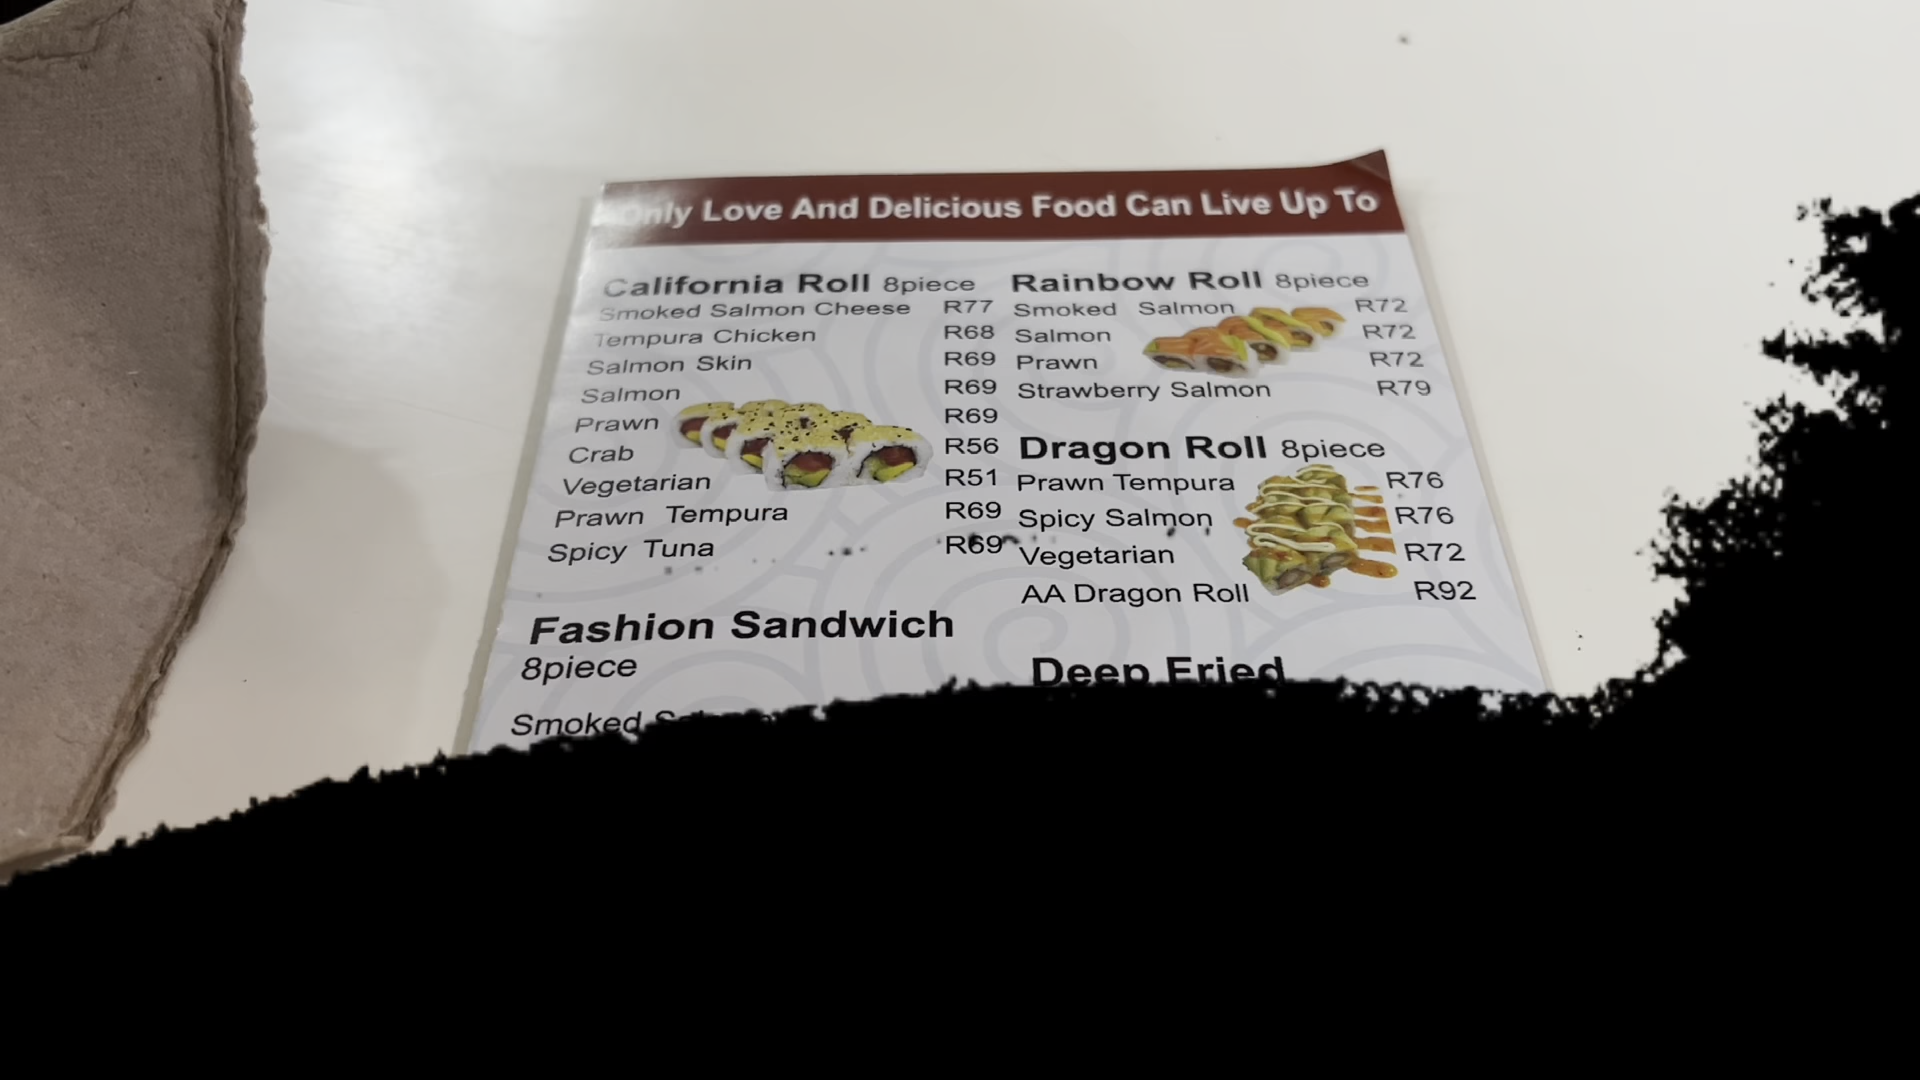 Only Love And Delicious Food Can Live Up To
California Roll 8piece
Smoked Salmon Cheese R77
Tempura Chicken R68
Salmon Skin R69
Salmon R69
Prawn R69
Crab R56
Vegetarian R51
Prawn Tempura R69
Spicy Tuna R69
Fashion Sandwich
8piece
Smoked
Rainbow Roll 8piece
Smoked Salmon R72
Salmon R72
Prawn R72
Strawberry Salmon R79
Dragon Roll 8piece
Prawn Tempura R76
Spicy Salmon R76
Vegetarian R72
AA Dragon Roll R92
Deep Fried